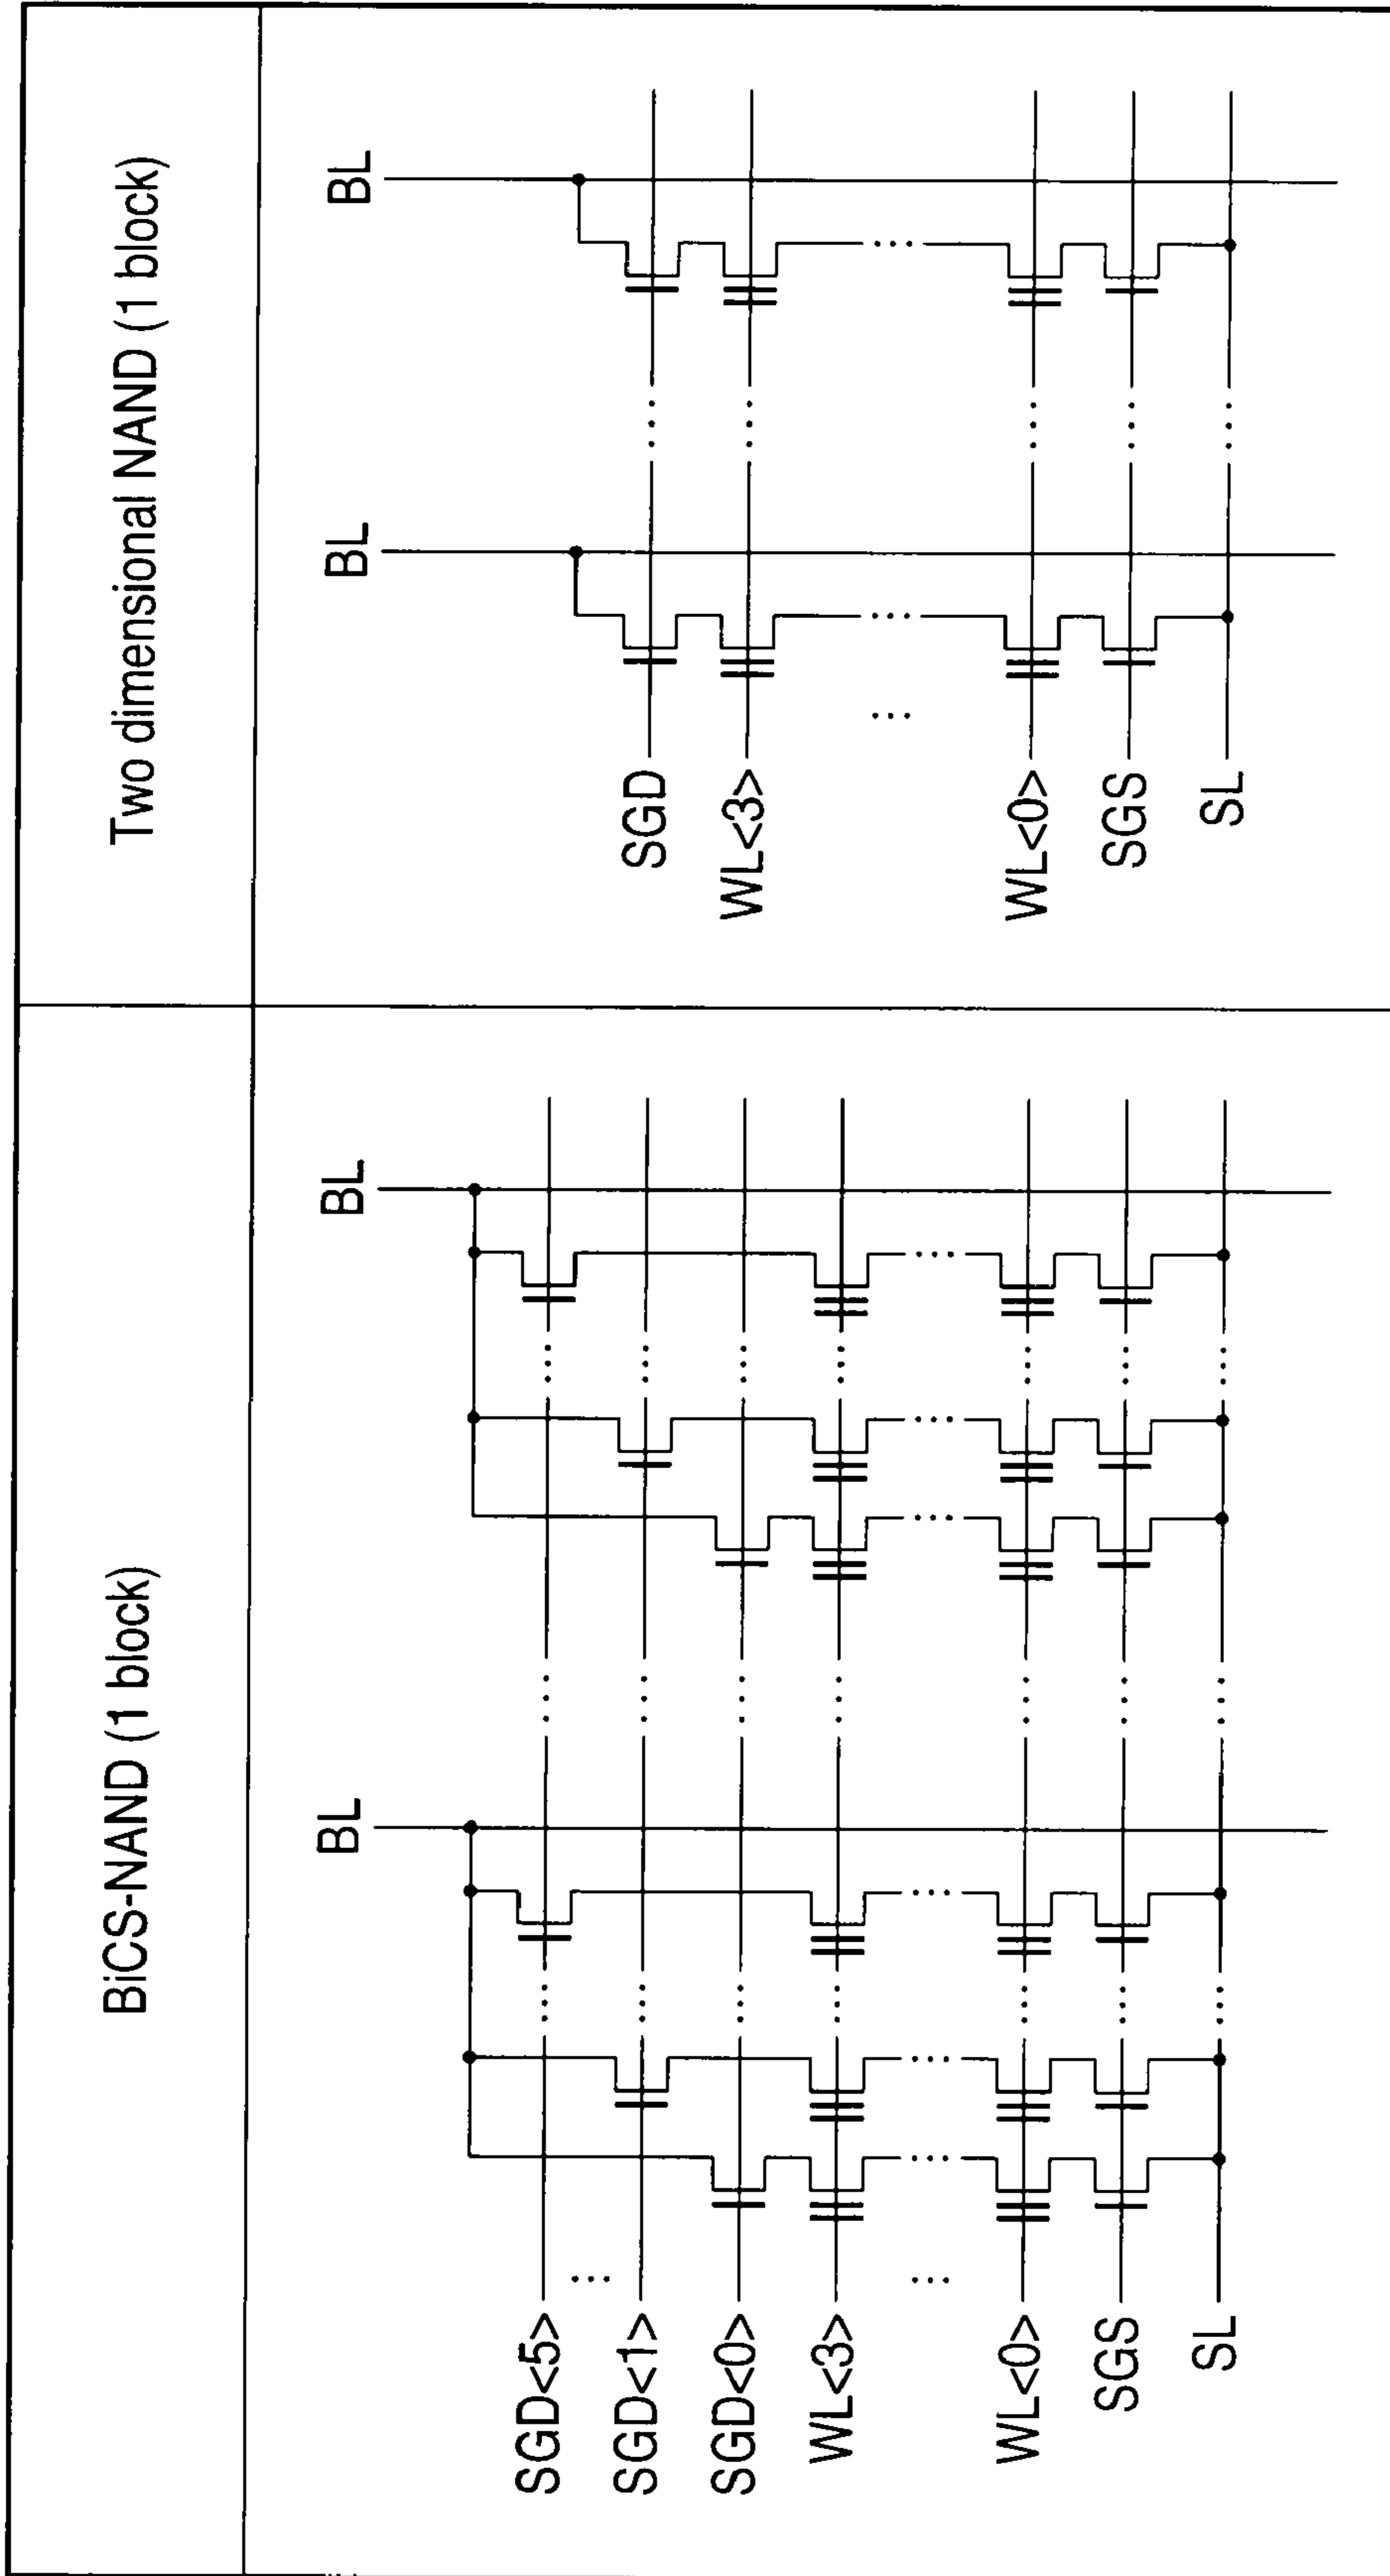 BiCS-NAND (1 block)
BL
BL
SGD<5>
...
SGD<1>
SGD<0>
WL<3>
...
WL<0>
SGS
SL
Two dimensional NAND (1 block)
BL
BL
SGD
WL<3>
...
WL<0>
SGS
SL